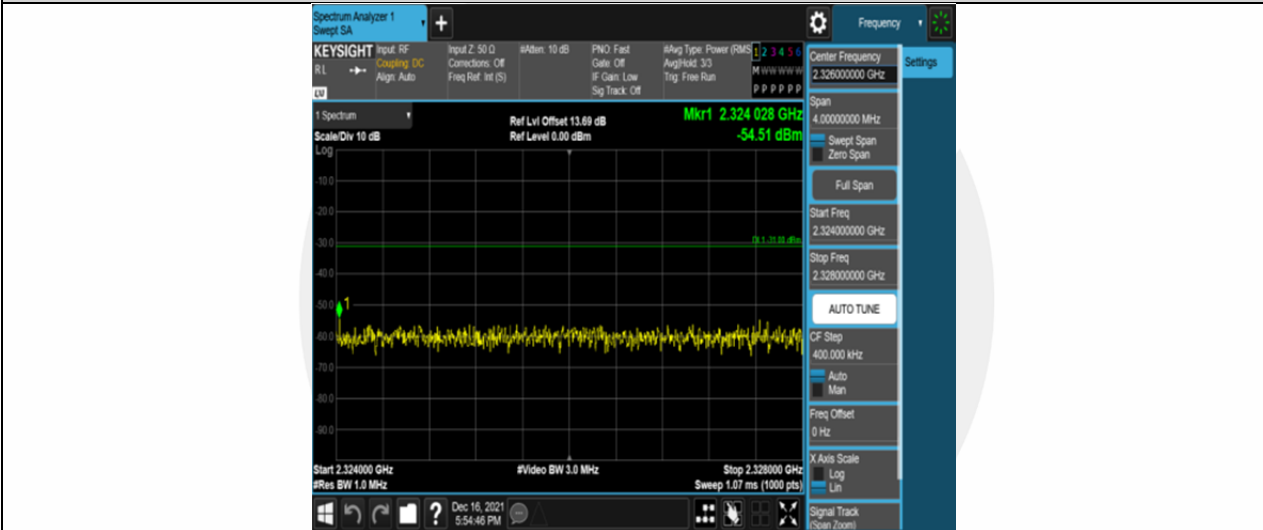 Spectrum Analyzer 1
Swept SA
+
Frequency
KEYSIGHT
RL
LV
Input: RF
Coupling: DC
Align: Auto
Input Z: 50 Ω
Corrections: Off
Freq Ref: Int (S)
#Atten: 10 dB
PNO: Fast
Gate: Off
IF Gain: Low
Sig Track: Off
#Avg Type: Power (RMS
Avg|Hold: 3/3
Trig: Free Run
1 2 3 4 5 6
M W W W W W
P P P P P P
1 Spectrum
Scale/Div 10 dB
Log
Ref Lvl Offset 13.69 dB
Ref Level 0.00 dBm
Mkr1 2.324 028 GHz
-54.51 dBm
-10.0
-20.0
-30.0
-40.0
-50.0
-60.0
-70.0
-80.0
-90.0
DL1 -31.00 dBm
1
Start 2.324000 GHz
#Res BW 1.0 MHz
#Video BW 3.0 MHz
Stop 2.328000 GHz
Sweep 1.07 ms (1000 pts)
?
Dec 16, 2021
5:54:46 PM
Center Frequency
2.326000000 GHz
Span
4.00000000 MHz
Swept Span
Zero Span
Full Span
Start Freq
2.324000000 GHz
Stop Freq
2.328000000 GHz
AUTO TUNE
CF Step
400.000 kHz
Auto
Man
Freq Offset
0 Hz
X Axis Scale
Log
Lin
Signal Track
(Span Zoom)
Settings